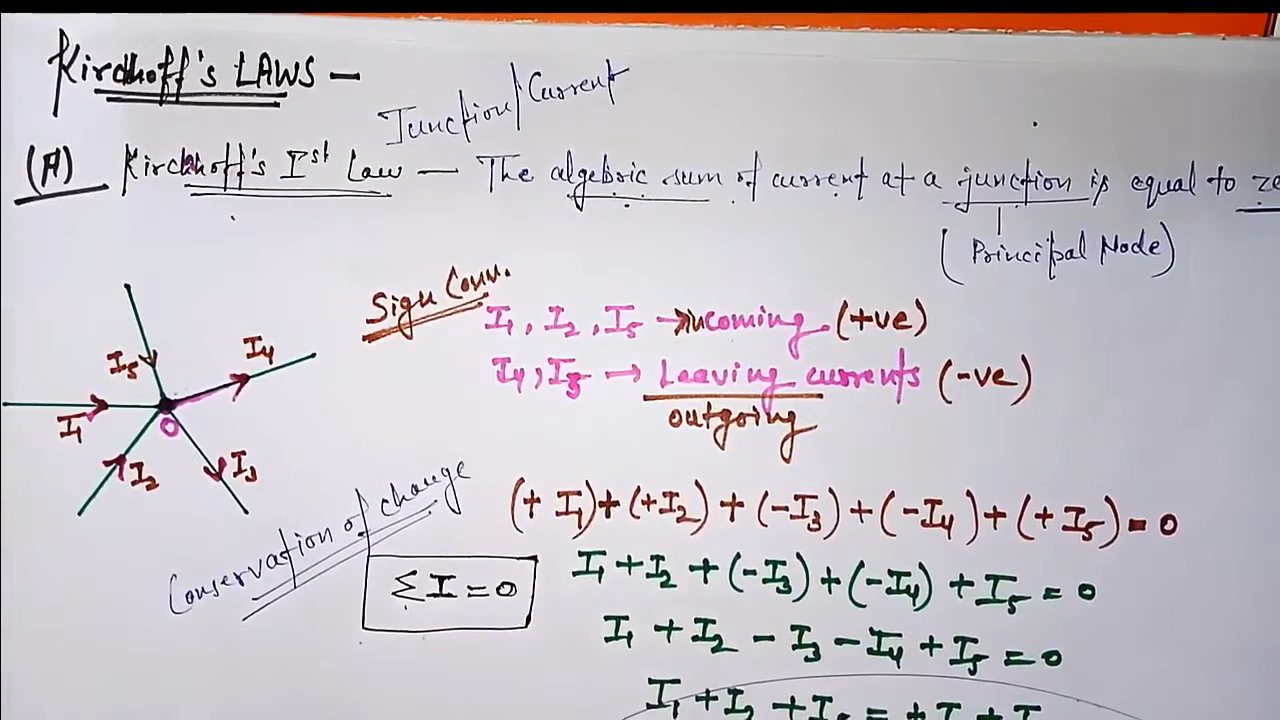 Kirchhoff's LAWS –
Junction/Current
(A) Kirchhoff's Ist Law — The algebric sum of current at a junction is equal to
(Principal Node)
Sign Conv.
I1, I2, I5 → incoming (+ve)
I4, I3 → Leaving currents (-ve)
outgoing
I5
I4
I1
O
I2
I3
Conservation of change
(+ I1) + (+I2) + (-I3) + (-I4) + (+ I5) = 0
ΣI = 0
I1 + I2 + (-I3) + (-I4) + I5 = 0
I1 + I2 - I3 - I4 + I5 = 0